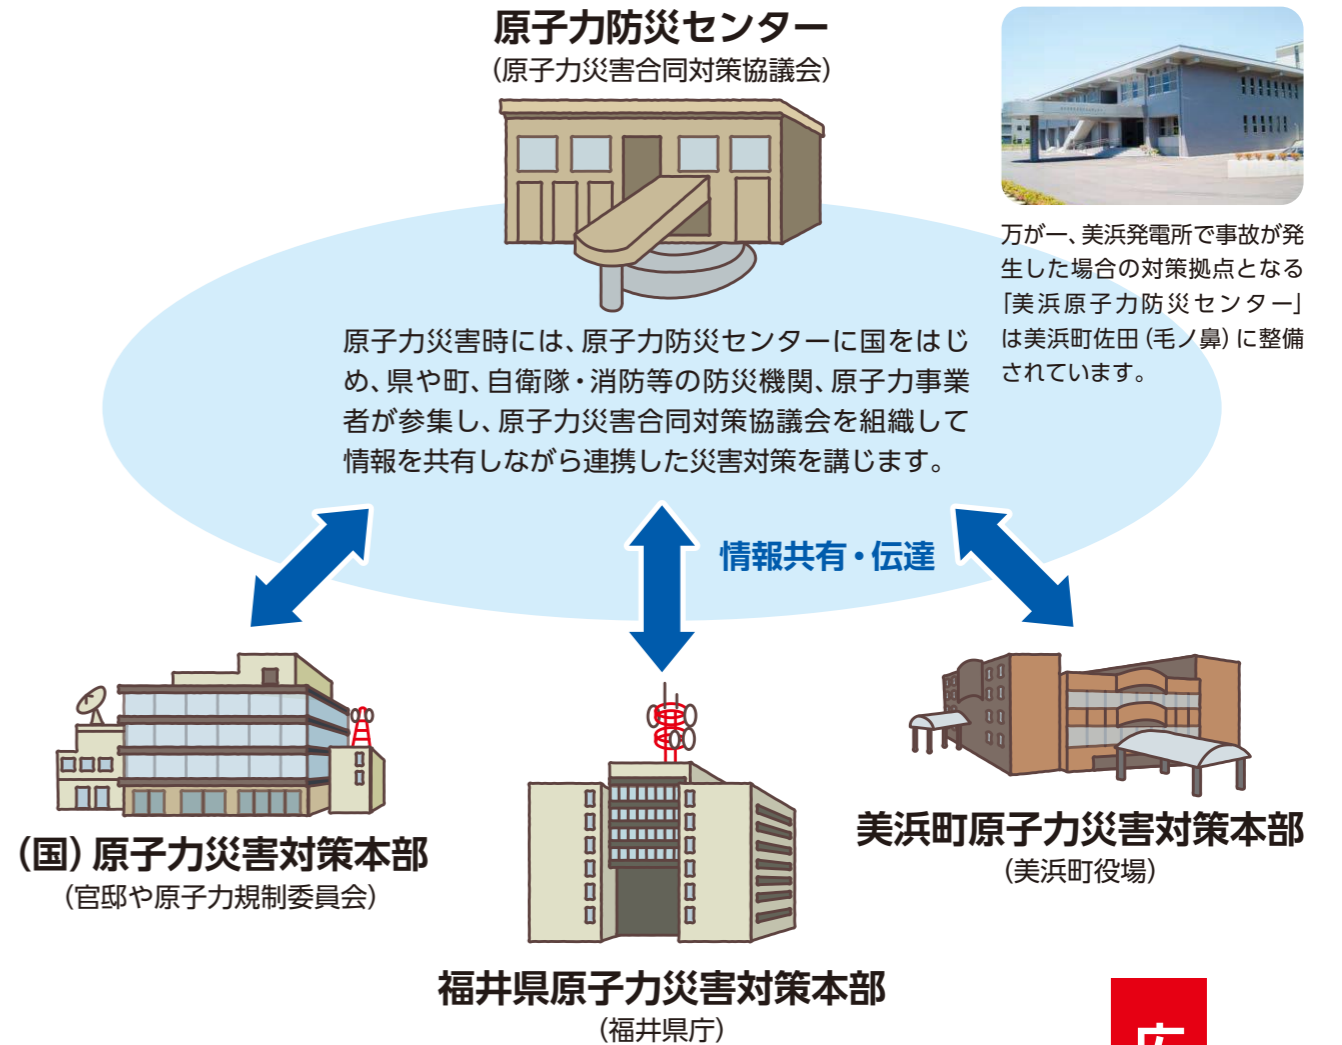 原子力防災センター
（原子力災害合同対策協議会）
万が一、美浜発電所で事故が発
生した場合の対策拠点となる
「美浜原子力防災センター」
は美浜町佐田（毛ノ鼻）に整備
されています。
原子力災害時には、原子力防災センターに国をはじ
め、県や町、自衛隊・消防等の防災機関、原子力事業
者が参集し、原子力災害合同対策協議会を組織して
情報を共有しながら連携した災害対策を講じます。
情報共有・伝達
（国）原子力災害対策本部
（官邸や原子力規制委員会）
美浜町原子力災害対策本部
（美浜町役場）
福井県原子力災害対策本部
（福井県庁）